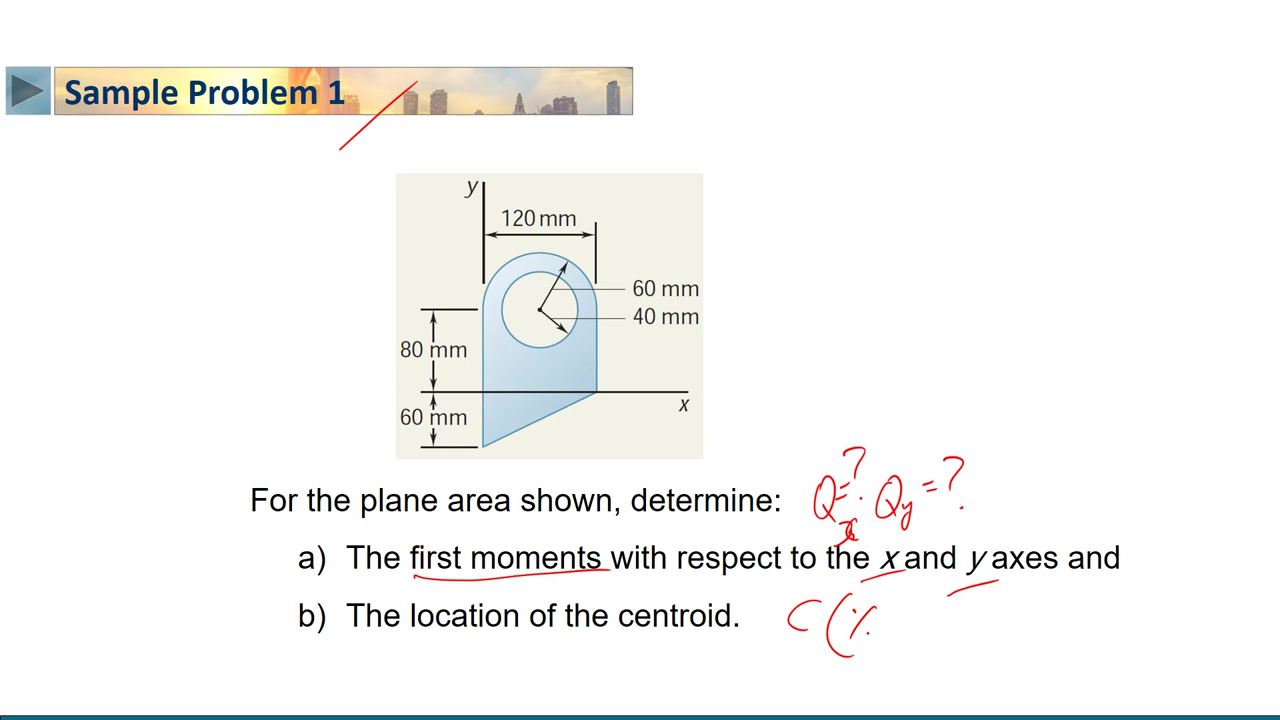 Sample Problem 1
y
120 mm
60 mm
40 mm
80 mm
x
60 mm
For the plane area shown, determine: Qx=? Qy=?
a) The first moments with respect to the x and y axes and
b) The location of the centroid. C(